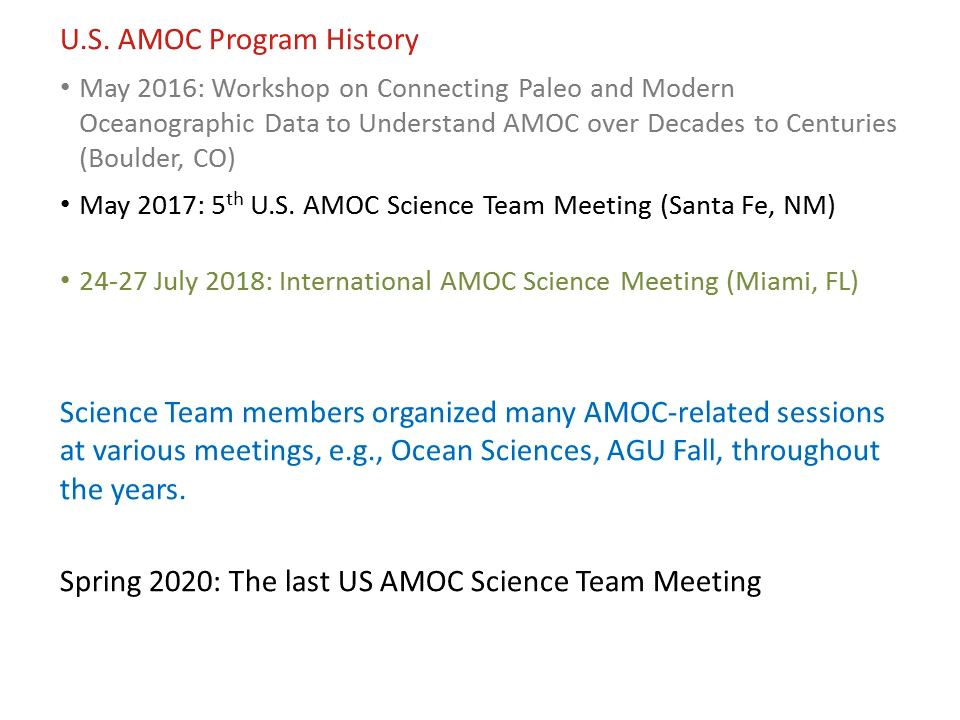 U.S. AMOC Program History
• May 2016: Workshop on Connecting Paleo and Modern
Oceanographic Data to Understand AMOC over Decades to Centuries
(Boulder, CO)
• May 2017: 5th U.S. AMOC Science Team Meeting (Santa Fe, NM)
• 24-27 July 2018: International AMOC Science Meeting (Miami, FL)
Science Team members organized many AMOC-related sessions
at various meetings, e.g., Ocean Sciences, AGU Fall, throughout
the years.
Spring 2020: The last US AMOC Science Team Meeting